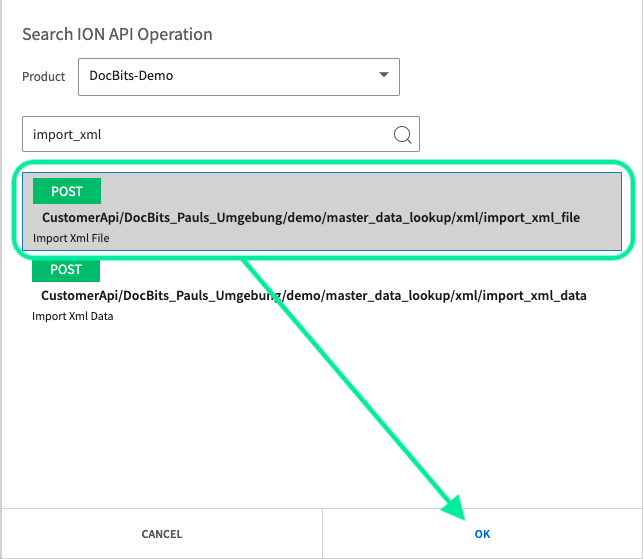 Search ION API Operation
Product DocBits-Demo
import_xml
POST
CustomerApi/DocBits_Pauls_Umgebung/demo/master_data_lookup/xml/import_xml_file
Import Xml File
POST
CustomerApi/DocBits_Pauls_Umgebung/demo/master_data_lookup/xml/import_xml_data
Import Xml Data
CANCEL OK